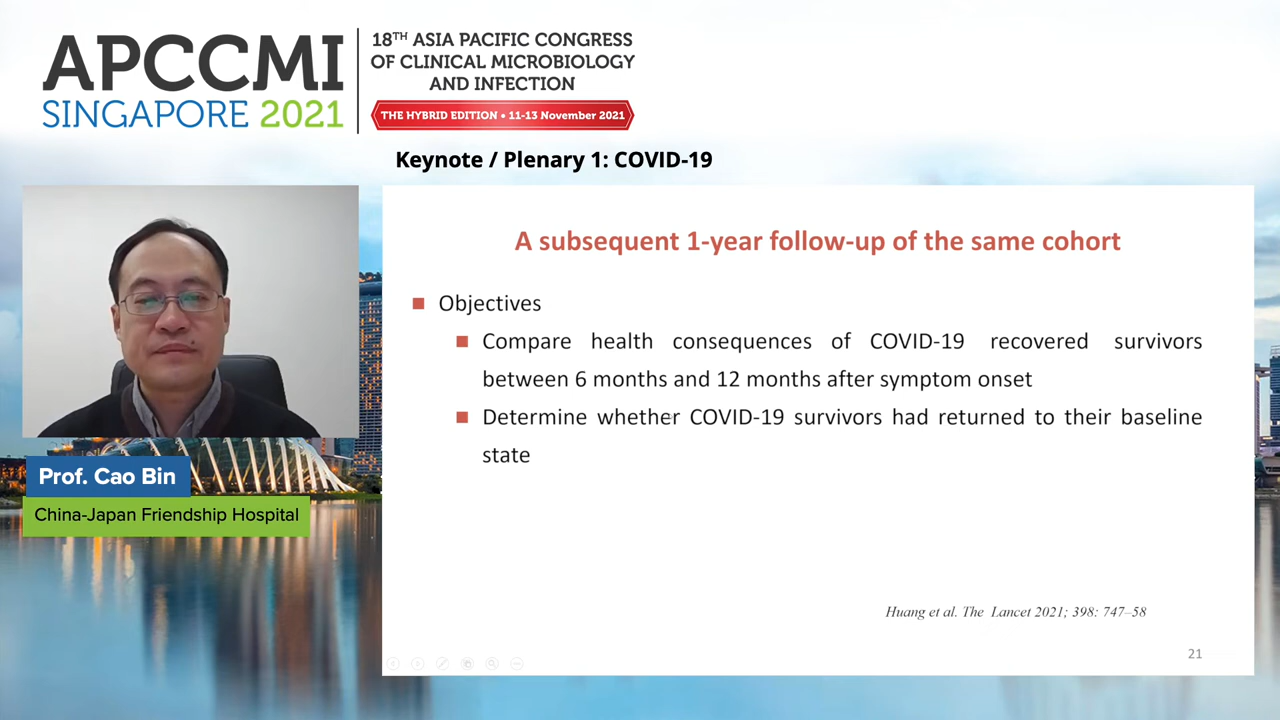 APCCMI
SINGAPORE 2021
18TH ASIA PACIFIC CONGRESS
OF CLINICAL MICROBIOLOGY
AND INFECTION
THE HYBRID EDITION • 11-13 November 2021
Keynote / Plenary 1: COVID-19
Prof. Cao Bin
China-Japan Friendship Hospital
A subsequent 1-year follow-up of the same cohort
Objectives
Compare health consequences of COVID-19 recovered survivors
between 6 months and 12 months after symptom onset
Determine whether COVID-19 survivors had returned to their baseline
state
Huang et al. The Lancet 2021; 398: 747–58
21